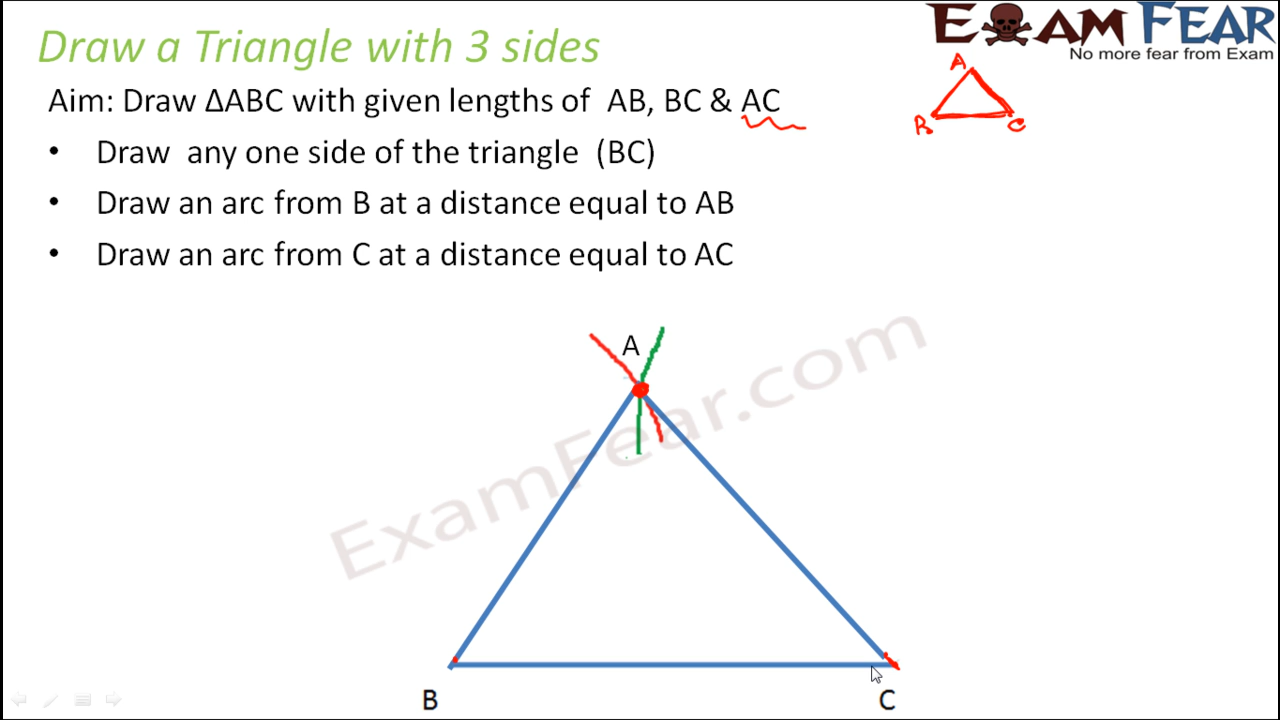 Draw a Triangle with 3 sides
EXAM FEAR
No more fear from Exam
Aim: Draw ΔABC with given lengths of AB, BC & AC
A
B
C
• Draw any one side of the triangle (BC)
• Draw an arc from B at a distance equal to AB
• Draw an arc from C at a distance equal to AC
A
ExamFear.com
B
C